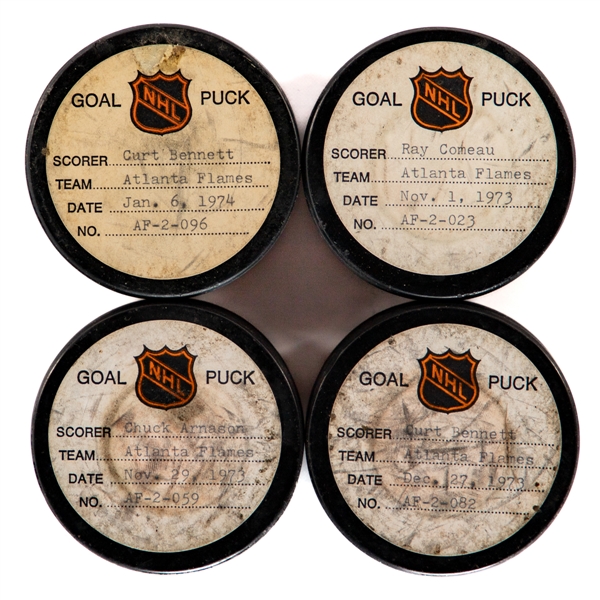 GOAL NHL PUCK
SCORER Curt Bennett
TEAM Atlanta Flames
DATE Jan. 6, 1974
NO. AF-2-096
GOAL NHL PUCK
SCORER Ray Comeau
TEAM Atlanta Flames
DATE Nov. 1, 1973
NO. AF-2-023
GOAL NHL PUCK
SCORER Chuck Arnason
TEAM Atlanta Flames
DATE Nov. 29, 1973
NO. AF-2-059
GOAL NHL PUCK
SCORER Curt Bennett
TEAM Atlanta Flames
DATE Dec. 27, 1973
NO. AF-2-082